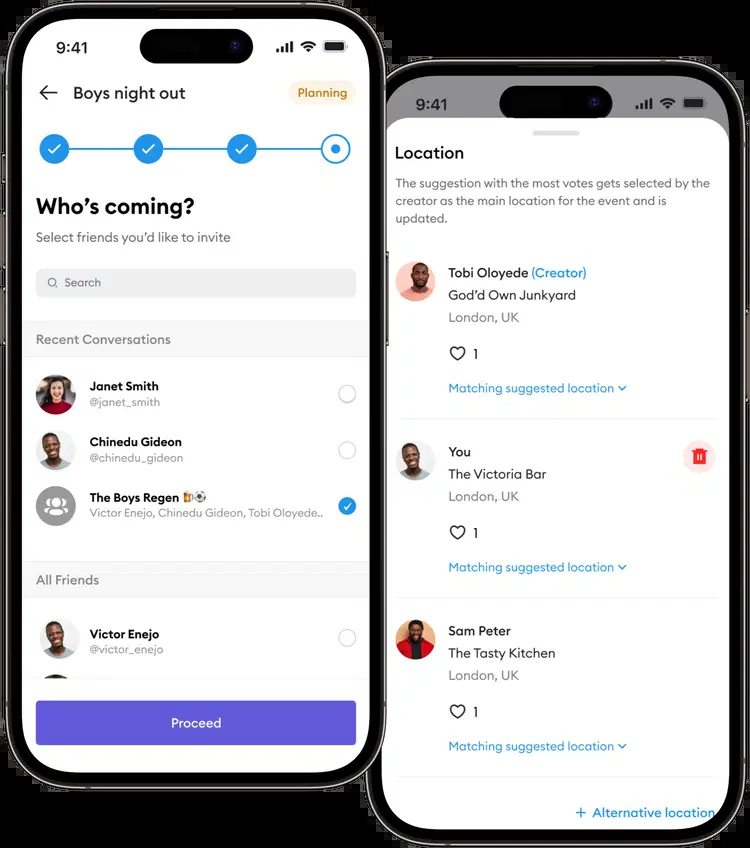 9:41
Boys night out
Planning
Who's coming?
Select friends you'd like to invite
Search
Recent Conversations
Janet Smith
@janet_smith
Chinedu Gideon
@chinedu_gideon
The Boys Regen 🍻⚽
Victor Enejo, Chinedu Gideon, Tobi Oloyede..
All Friends
Victor Enejo
@victor_enejo
Proceed
9:41
Location
The suggestion with the most votes gets selected by the
creator as the main location for the event and is
updated.
Tobi Oloyede (Creator)
God'd Own Junkyard
London, UK
1
Matching suggested location
You
The Victoria Bar
London, UK
1
Matching suggested location
Sam Peter
The Tasty Kitchen
London, UK
1
Matching suggested location
+ Alternative location